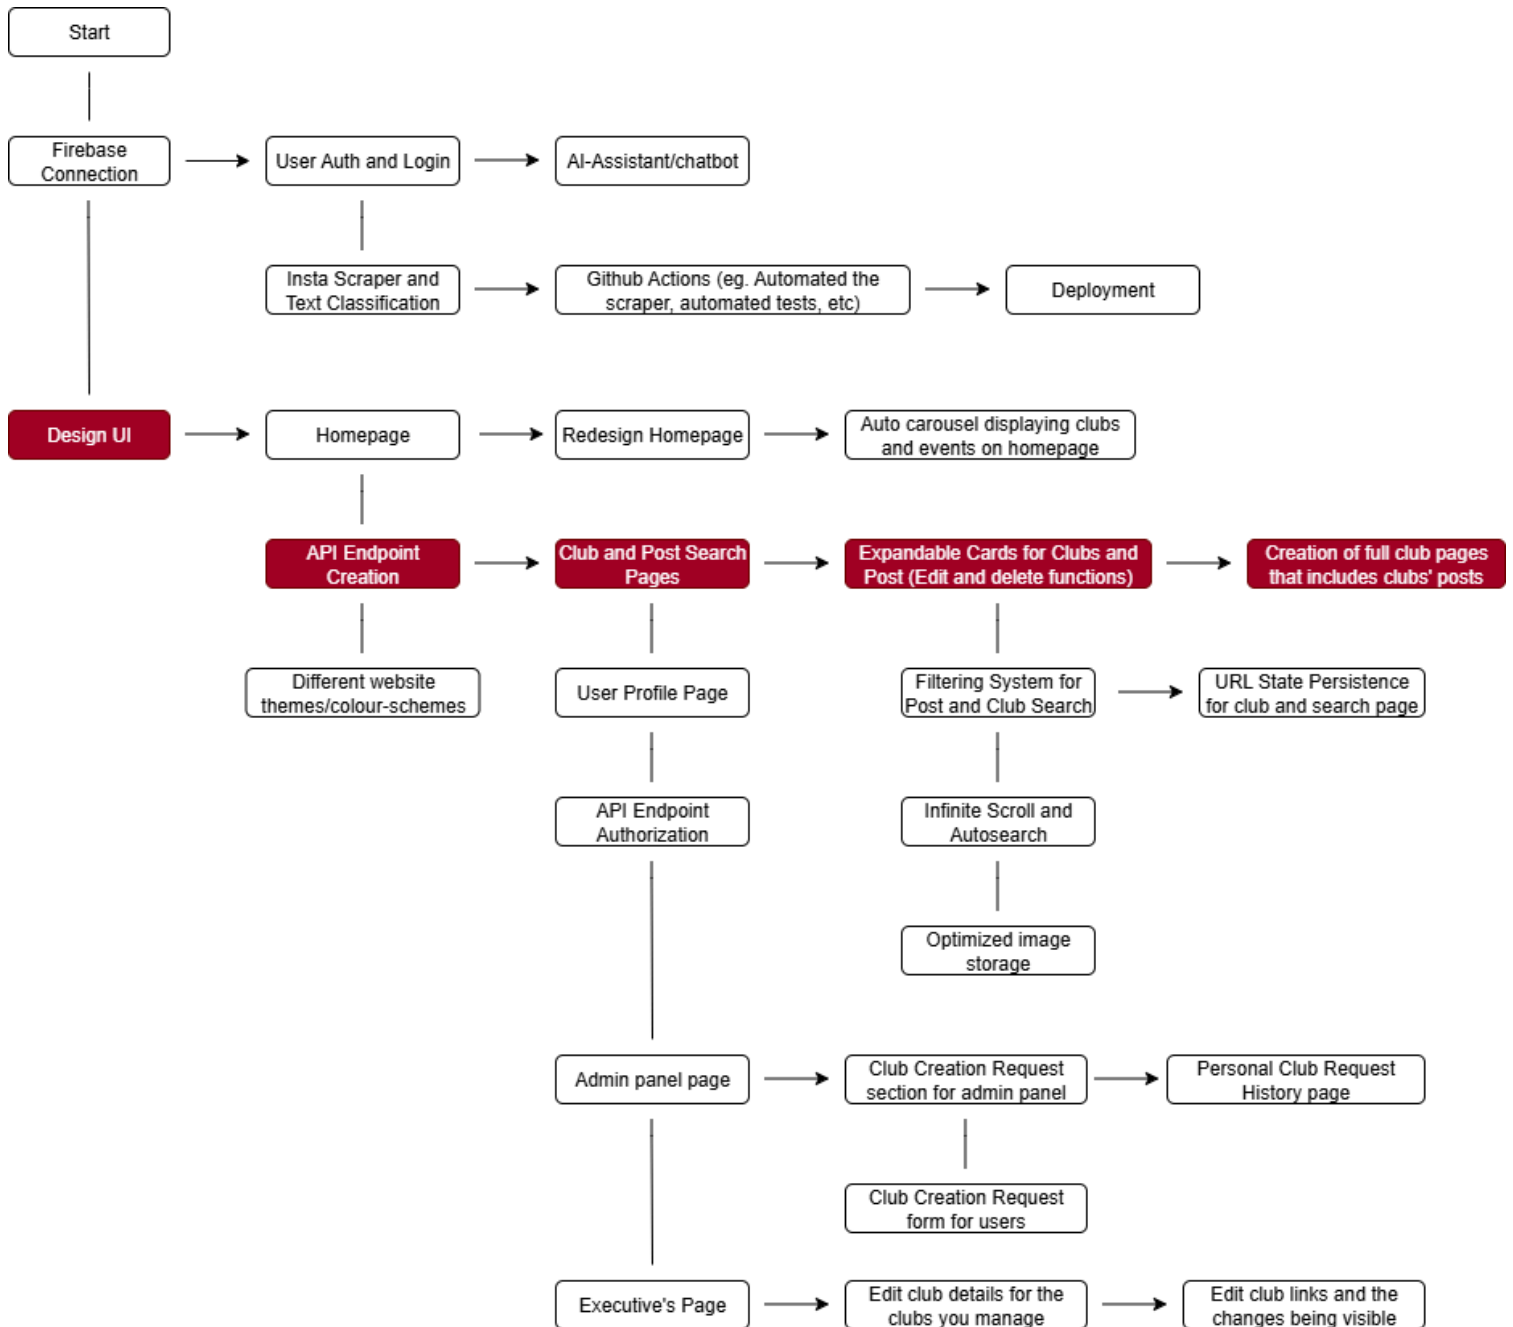 Start
Firebase
Connection
User Auth and Login
AI-Assistant/chatbot
Insta Scraper and
Text Classification
Github Actions (eg. Automated the
scraper, automated tests, etc)
Deployment
Design UI
Homepage
Redesign Homepage
Auto carousel displaying clubs
and events on homepage
API Endpoint
Creation
Club and Post Search
Pages
Expandable Cards for Clubs and
Post (Edit and delete functions)
Creation of full club pages
that includes clubs' posts
Different website
themes/colour-schemes
User Profile Page
Filtering System for
Post and Club Search
URL State Persistence
for club and search page
API Endpoint
Authorization
Infinite Scroll and
Autosearch
Optimized image
storage
Admin panel page
Club Creation Request
section for admin panel
Personal Club Request
History page
Club Creation Request
form for users
Executive's Page
Edit club details for the
clubs you manage
Edit club links and the
changes being visible